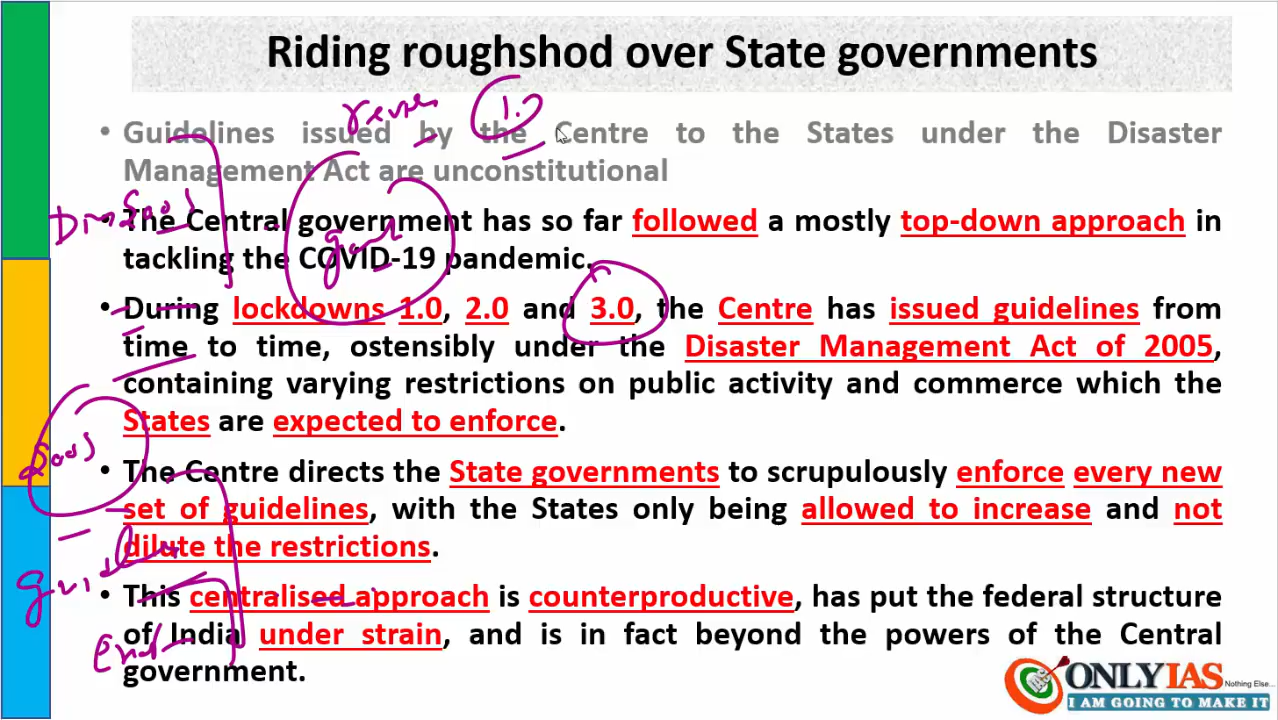 Riding roughshod over State governments
• Guidelines issued by the Centre to the States under the Disaster
Management Act are unconstitutional
• The Central government has so far followed a mostly top-down approach in
tackling the COVID-19 pandemic.
• During lockdowns 1.0, 2.0 and 3.0, the Centre has issued guidelines from
time to time, ostensibly under the Disaster Management Act of 2005,
containing varying restrictions on public activity and commerce which the
States are expected to enforce.
• The Centre directs the State governments to scrupulously enforce every new
set of guidelines, with the States only being allowed to increase and not
dilute the restrictions.
• This centralised approach is counterproductive, has put the federal structure
of India under strain, and is in fact beyond the powers of the Central
government.
1.0
2005
ONLYIAS
Nothing Else...
I AM GOING TO MAKE IT